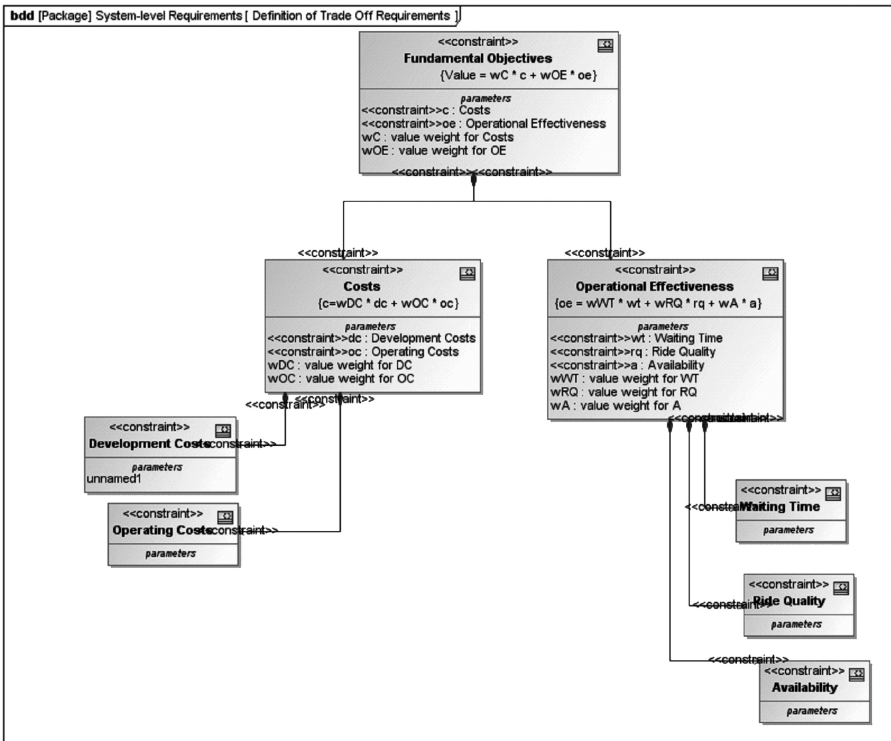 bdd [Package] System-level Requirements [ Definition of Trade Off Requirements ]
<<constraint>>
Fundamental Objectives
{Value = wC * c + wOE * oe}
parameters
<<constraint>>c : Costs
<<constraint>>oe : Operational Effectiveness
wC : value weight for Costs
wOE : value weight for OE
<<constraint>> <<constraint>>
<<constraint>>
<<constraint>>
Costs
{c=wDC * dc + wOC * oc}
parameters
<<constraint>>dc : Development Costs
<<constraint>>oc : Operating Costs
wDC : value weight for DC
wOC : value weight for OC
<<constraint>>
<<constraint>>
<<constraint>>
<<constraint>>
Operational Effectiveness
{oe = wWT * wt + wRQ * rq + wA * a}
parameters
<<constraint>>wt : Waiting Time
<<constraint>>rq : Ride Quality
<<constraint>>a : Availability
wWT : value weight for WT
wRQ : value weight for RQ
wA : value weight for A
<<constraint>>
Development Costs
<<constraint>>
parameters
unnamed1
<<constraint>>
Operating Costs
<<constraint>>
parameters
<<constraint>>
Waiting Time
parameters
<<constraint>>
<<constraint>>
Ride Quality
parameters
<<constraint>>
<<constraint>>
Availability
parameters